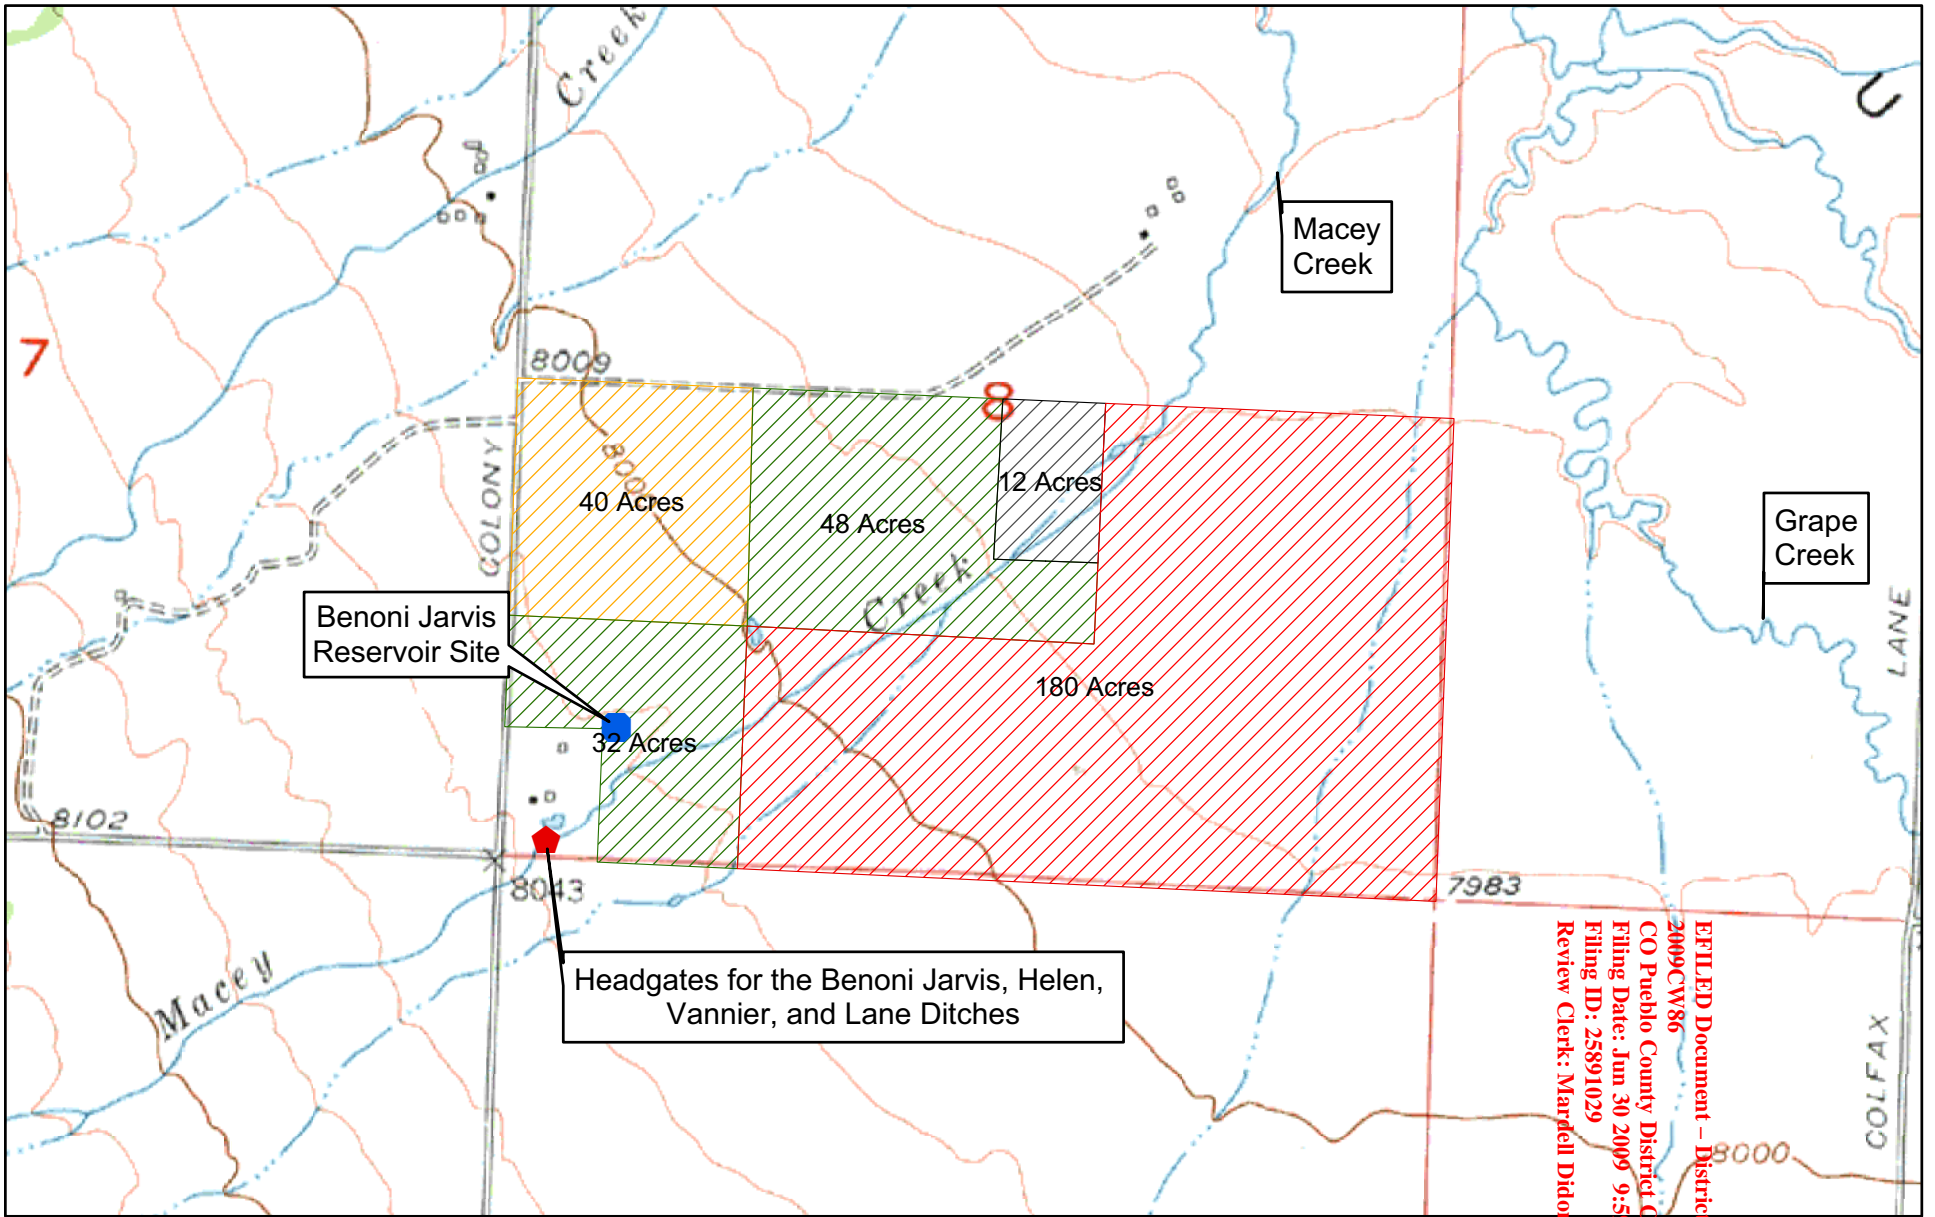 Creek
Macey
Creek
7
8009
8
COLONY
800
40 Acres
12 Acres
48 Acres
Grape
Creek
Creek
Benoni Jarvis
Reservoir Site
LANE
180 Acres
32 Acres
8102
8043
7983
Macey
Headgates for the Benoni Jarvis, Helen,
Vannier, and Lane Ditches
COLFAX
8000
EFILED Document – Distric
2009CW86
CO Pueblo County District C
Filing Date: Jun 30 2009 9:5
Filing ID: 25891029
Review Clerk: Mardell Dido